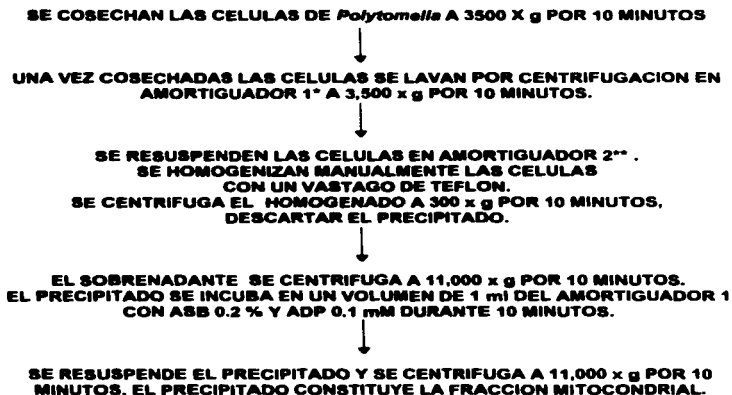 SE COSECHAN LAS CELULAS DE Polytomella A 3500 X g POR 10 MINUTOS
UNA VEZ COSECHADAS LAS CELULAS SE LAVAN POR CENTRIFUGACION EN
AMORTIGUADOR 1* A 3,500 x g POR 10 MINUTOS.
SE RESUSPENDEN LAS CELULAS EN AMORTIGUADOR 2** .
SE HOMOGENIZAN MANUALMENTE LAS CELULAS
CON UN VASTAGO DE TEFLON.
SE CENTRIFUGA EL HOMOGENADO A 300 x g POR 10 MINUTOS,
DESCARTAR EL PRECIPITADO.
EL SOBRENADANTE SE CENTRIFUGA A 11,000 x g POR 10 MINUTOS.
EL PRECIPITADO SE INCUBA EN UN VOLUMEN DE 1 ml DEL AMORTIGUADOR 1
CON ASB 0.2 % Y ADP 0.1 mM DURANTE 10 MINUTOS.
SE RESUSPENDE EL PRECIPITADO Y SE CENTRIFUGA A 11,000 x g POR 10
MINUTOS. EL PRECIPITADO CONSTITUYE LA FRACCION MITOCONDRIAL.